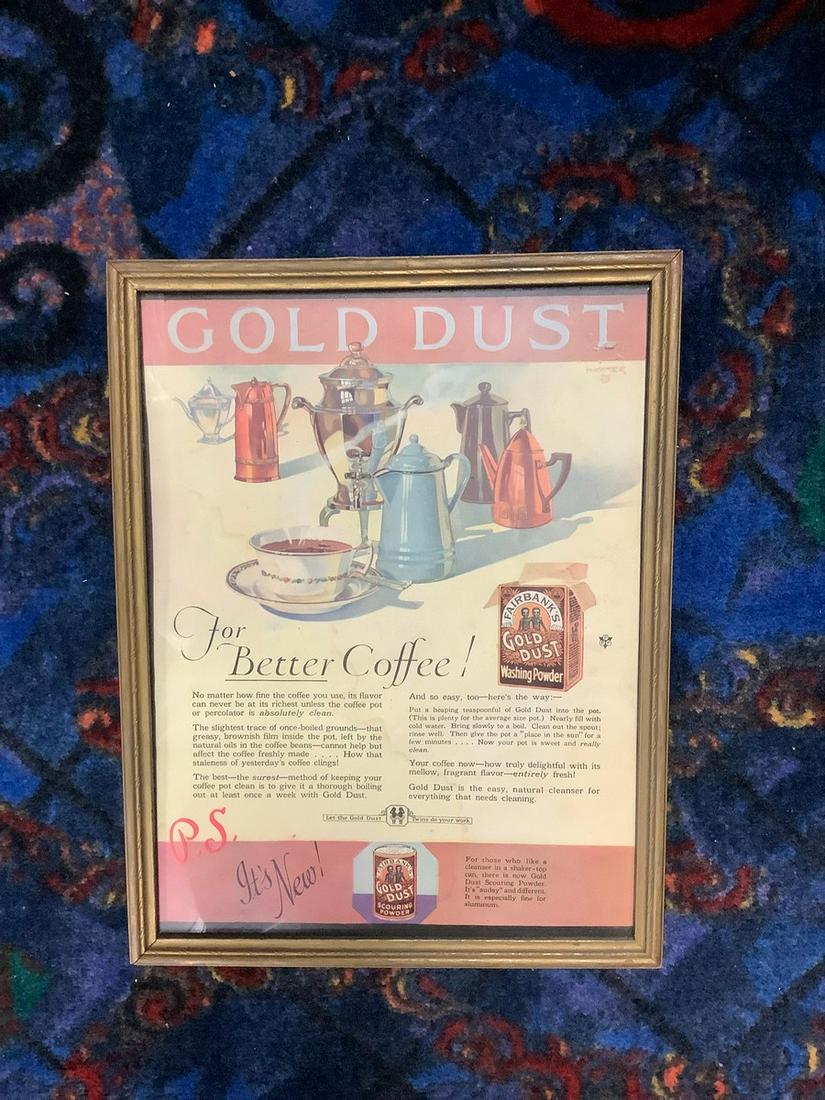 GOLD DUST
FAIRBANK'S
GOLD
DUST
Washing Powder
For
Better Coffee!
No matter how fine the coffee you use, its flavor
can never be at its richest unless the coffee pot
or percolator is absolutely clean.
The slightest trace of once-boiled grounds—that
greasy, brownish film inside the pot, left by the
natural oils in the coffee beans—cannot help but
affect the coffee freshly made .... How that
staleness of yesterday's coffee clings!
The best—the surest—method of keeping your
coffee pot clean is to give it a thorough boiling
out at least once a week with Gold Dust.
And so easy, too—here's the way:—
Put a heaping teaspoonful of Gold Dust into the pot.
(This is plenty for the average size pot.) Nearly fill with
cold water. Bring slowly to a boil. Clean out the spout;
rinse well. Then give the pot a "place in the sun" for a
few minutes .... Now your pot is sweet and really
clean.
Your coffee now—how truly delightful with its
mellow, fragrant flavor—entirely fresh!
Gold Dust is the easy, natural cleanser for
everything that needs cleaning.
Let the Gold Dust Twins do your work
P.S.
It's New!
FAIRBANK'S
GOLD
DUST
SCOURING
POWDER
For those who like a
cleanser in a shaker-top
can, there is now Gold
Dust Scouring Powder.
It's "sudsy" and different.
It is especially fine for
aluminum.